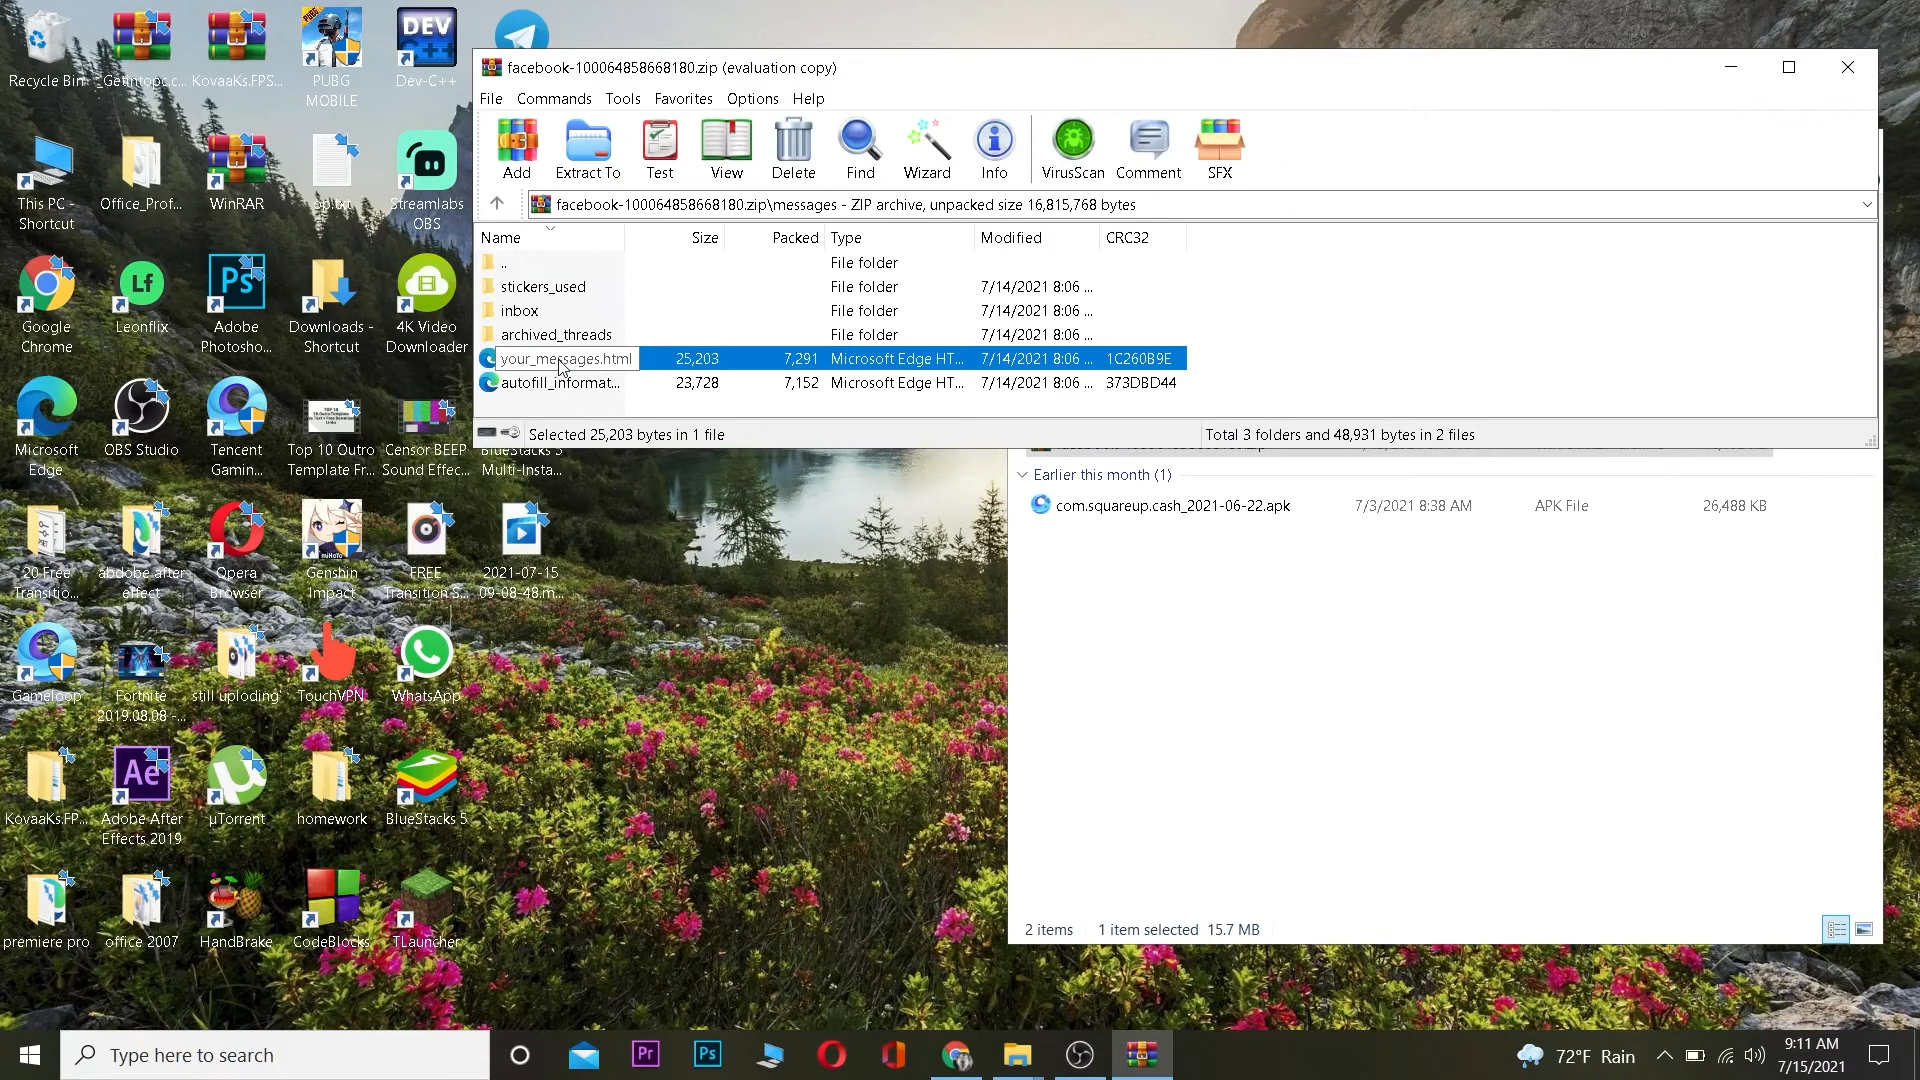 Recycle Bin
_Getintopc.c...
KovaaKs.FPS...
PUBG
MOBILE
DEV
C++
Dev-C++
This PC -
Shortcut
Office_Prof...
WinRAR
op.txt
Streamlabs
OBS
Google
Chrome
Lf
Leonflix
Ps
Adobe
Photosho...
Downloads -
Shortcut
4K Video
Downloader
Microsoft
Edge
OBS Studio
Tencent
Gamin...
Top 10 Outro
Template Fr...
Censor BEEP
Sound Effec...
BlueStacks 5
Multi-Insta...
20 Free
Transitio...
abdobe after
effect
Opera
Browser
Genshin
Impact
FREE
Transition S...
2021-07-15
09-08-48.m...
Gameloop
Fortnite
2019.08.08 -...
still uploding'
TouchVPN
WhatsApp
KovaaKs.FP...
Ae
Adobe After
Effects 2019
µTorrent
homework
BlueStacks 5
premiere pro
office 2007
HandBrake
CodeBlocks
TLauncher
facebook-100064858668180.zip (evaluation copy)
File Commands Tools Favorites Options Help
Add Extract To Test View Delete Find Wizard Info VirusScan Comment SFX
facebook-100064858668180.zip\messages - ZIP archive, unpacked size 16,815,768 bytes
Name Size Packed Type Modified CRC32
.. File folder
stickers_used File folder 7/14/2021 8:06 ...
inbox File folder 7/14/2021 8:06 ...
archived_threads File folder 7/14/2021 8:06 ...
your_messages.html 25,203 7,291 Microsoft Edge HT... 7/14/2021 8:06 ... 1C260B9E
autofill_informat... 23,728 7,152 Microsoft Edge HT... 7/14/2021 8:06 ... 373DBD44
Selected 25,203 bytes in 1 file
Total 3 folders and 48,931 bytes in 2 files
Earlier this month (1)
com.squareup.cash_2021-06-22.apk 7/3/2021 8:38 AM APK File 26,488 KB
2 items 1 item selected 15.7 MB
Type here to search
Pr
Ps
72°F Rain
9:11 AM
7/15/2021